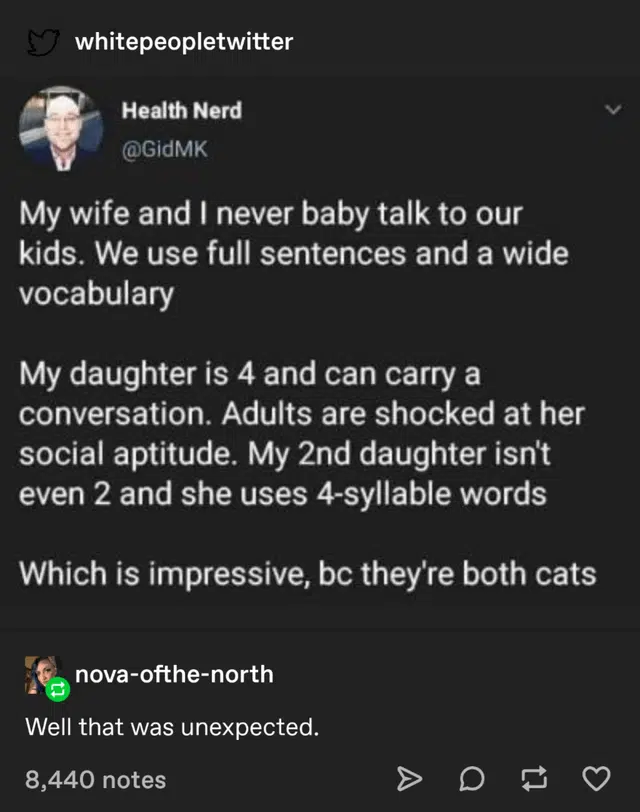 whitepeopletwitter
Health Nerd
@GidMK
My wife and I never baby talk to our
kids. We use full sentences and a wide
vocabulary
My daughter is 4 and can carry a
conversation. Adults are shocked at her
social aptitude. My 2nd daughter isn't
even 2 and she uses 4-syllable words
Which is impressive, bc they're both cats
nova-ofthe-north
Well that was unexpected.
8,440 notes